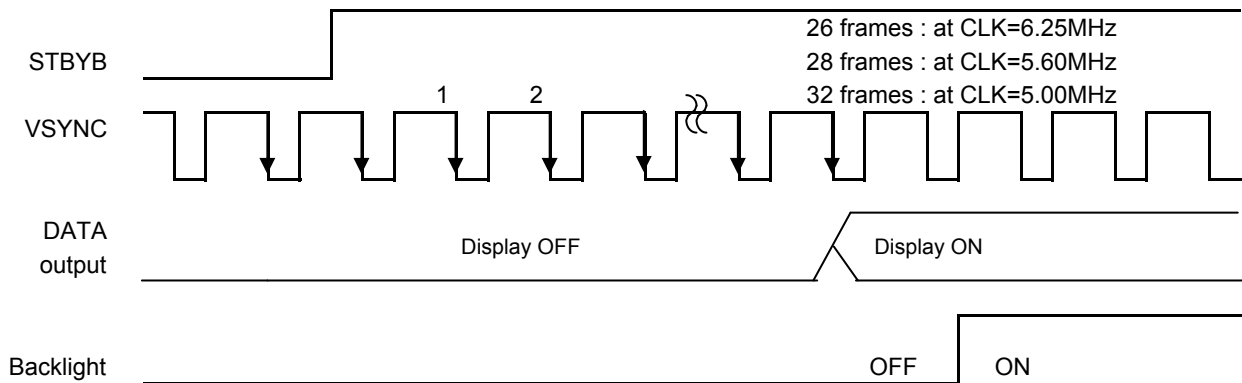 26 frames : at CLK=6.25MHz
STBYB
28 frames : at CLK=5.60MHz
1 2
32 frames : at CLK=5.00MHz
VSYNC
DATA
output
Display OFF
Display ON
Backlight
OFF
ON